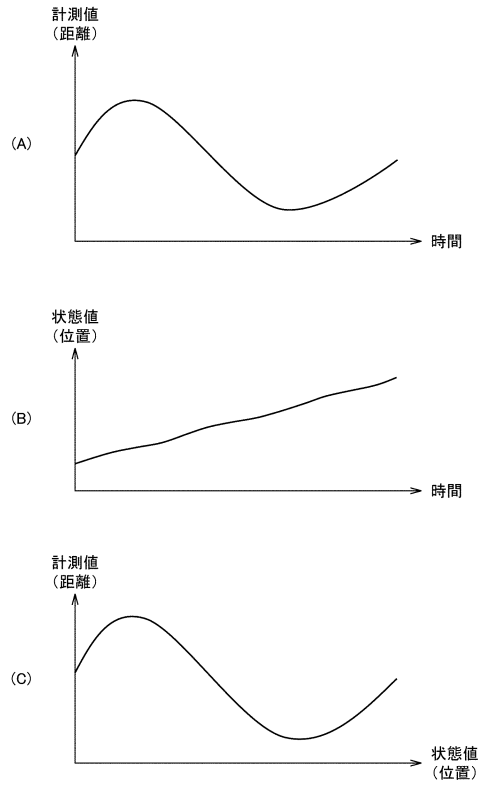 計測値
（距離）
（A）
時間
状態値
（位置）
（B）
時間
計測値
（距離）
（C）
状態値
（位置）